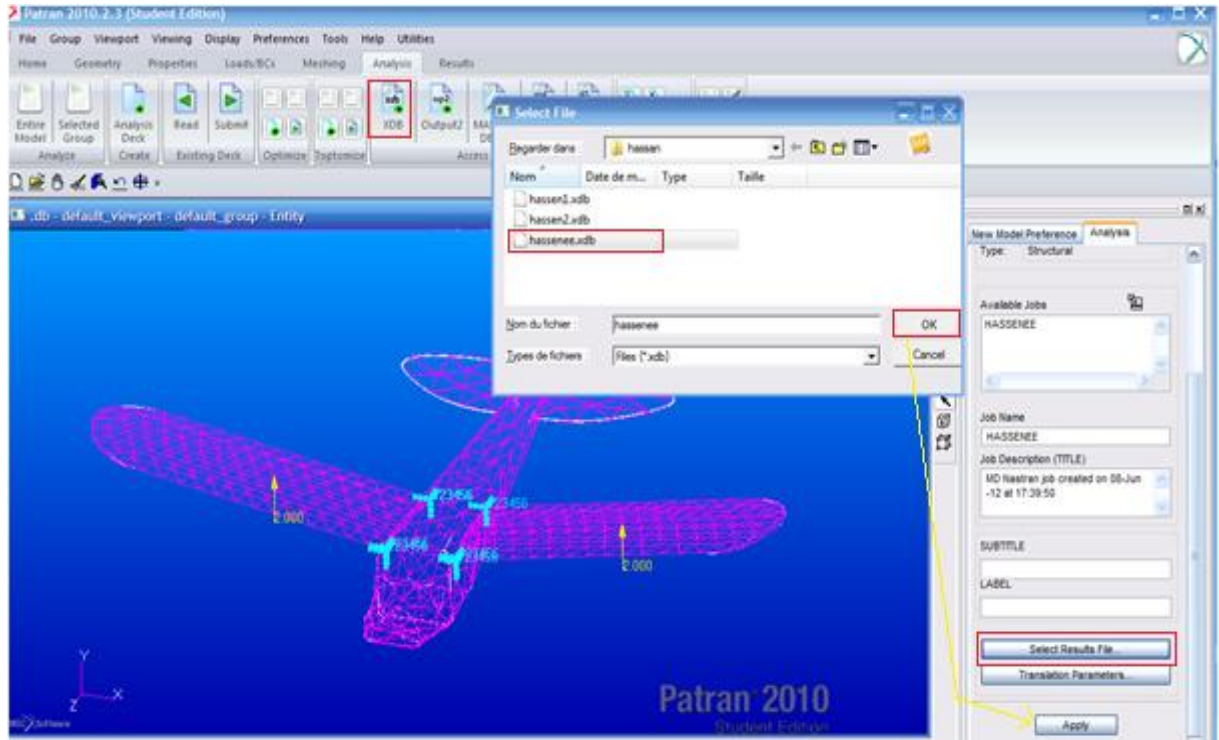 Patran 2010.2.3 (Student Edition)
File Group Viewport Viewing Display Preferences Tools Help Utilities
Home Geometry Properties Loads/BCs Meshing Analysis Results
Entire Model
Selected Group
Analysis Deck
Read
Submit
xdb
XDB
op2
Output2
Analyze
Create
Existing Deck
Optimize
Toptomize
Access
.db - default_viewport - default_group - Entity
Select File
Regarder dans
hassan
Nom Date de m... Type Taille
hassen1.xdb
hassen2.xdb
hassenee.xdb
Nom du fichier
hassenee
OK
Types de fichiers
Files (*.xdb)
Cancel
New Model Preference Analysis
Type: Structural
Available Jobs
HASSENEE
Job Name
HASSENEE
Job Description (TITLE)
MD Nastran job created on 08-Jun
-12 at 17:39:50
SUBTITLE
LABEL
Select Results File...
Translation Parameters...
Apply
2.000
2.000
23456
23456
Y
X
Z
Patran 2010
Student Edition